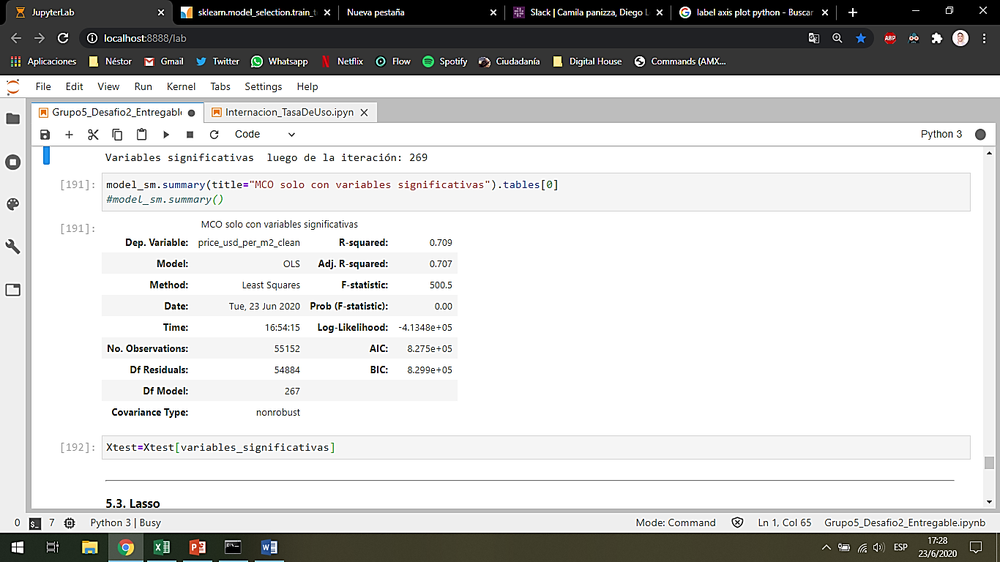 JupyterLab
sklearn.model_selection.train_t
Nueva pestaña
Slack | Camila panizza, Diego L
label axis plot python - Buscar
localhost:8888/lab
ABP
Aplicaciones Néstor Gmail Twitter Whatsapp Netflix Flow Spotify Ciudadanía Digital House Commands (AMX...
File Edit View Run Kernel Tabs Settings Help
Grupo5_Desafio2_Entregabl
Internacion_TasaDeUso.ipyn
Code
Python 3
Variables significativas  luego de la iteración: 269
[191]: model_sm.summary(title="MCO solo con variables significativas").tables[0]
#model_sm.summary()
[191]: MCO solo con variables significativas
Dep. Variable: price_usd_per_m2_clean R-squared: 0.709
Model: OLS Adj. R-squared: 0.707
Method: Least Squares F-statistic: 500.5
Date: Tue, 23 Jun 2020 Prob (F-statistic): 0.00
Time: 16:54:15 Log-Likelihood: -4.1348e+05
No. Observations: 55152 AIC: 8.275e+05
Df Residuals: 54884 BIC: 8.299e+05
Df Model: 267
Covariance Type: nonrobust
[192]: Xtest=Xtest[variables_significativas]
5.3. Lasso
0 $_ 7 Python 3 | Busy Mode: Command Ln 1, Col 65 Grupo5_Desafio2_Entregable.ipynb
ESP
17:28
23/6/2020